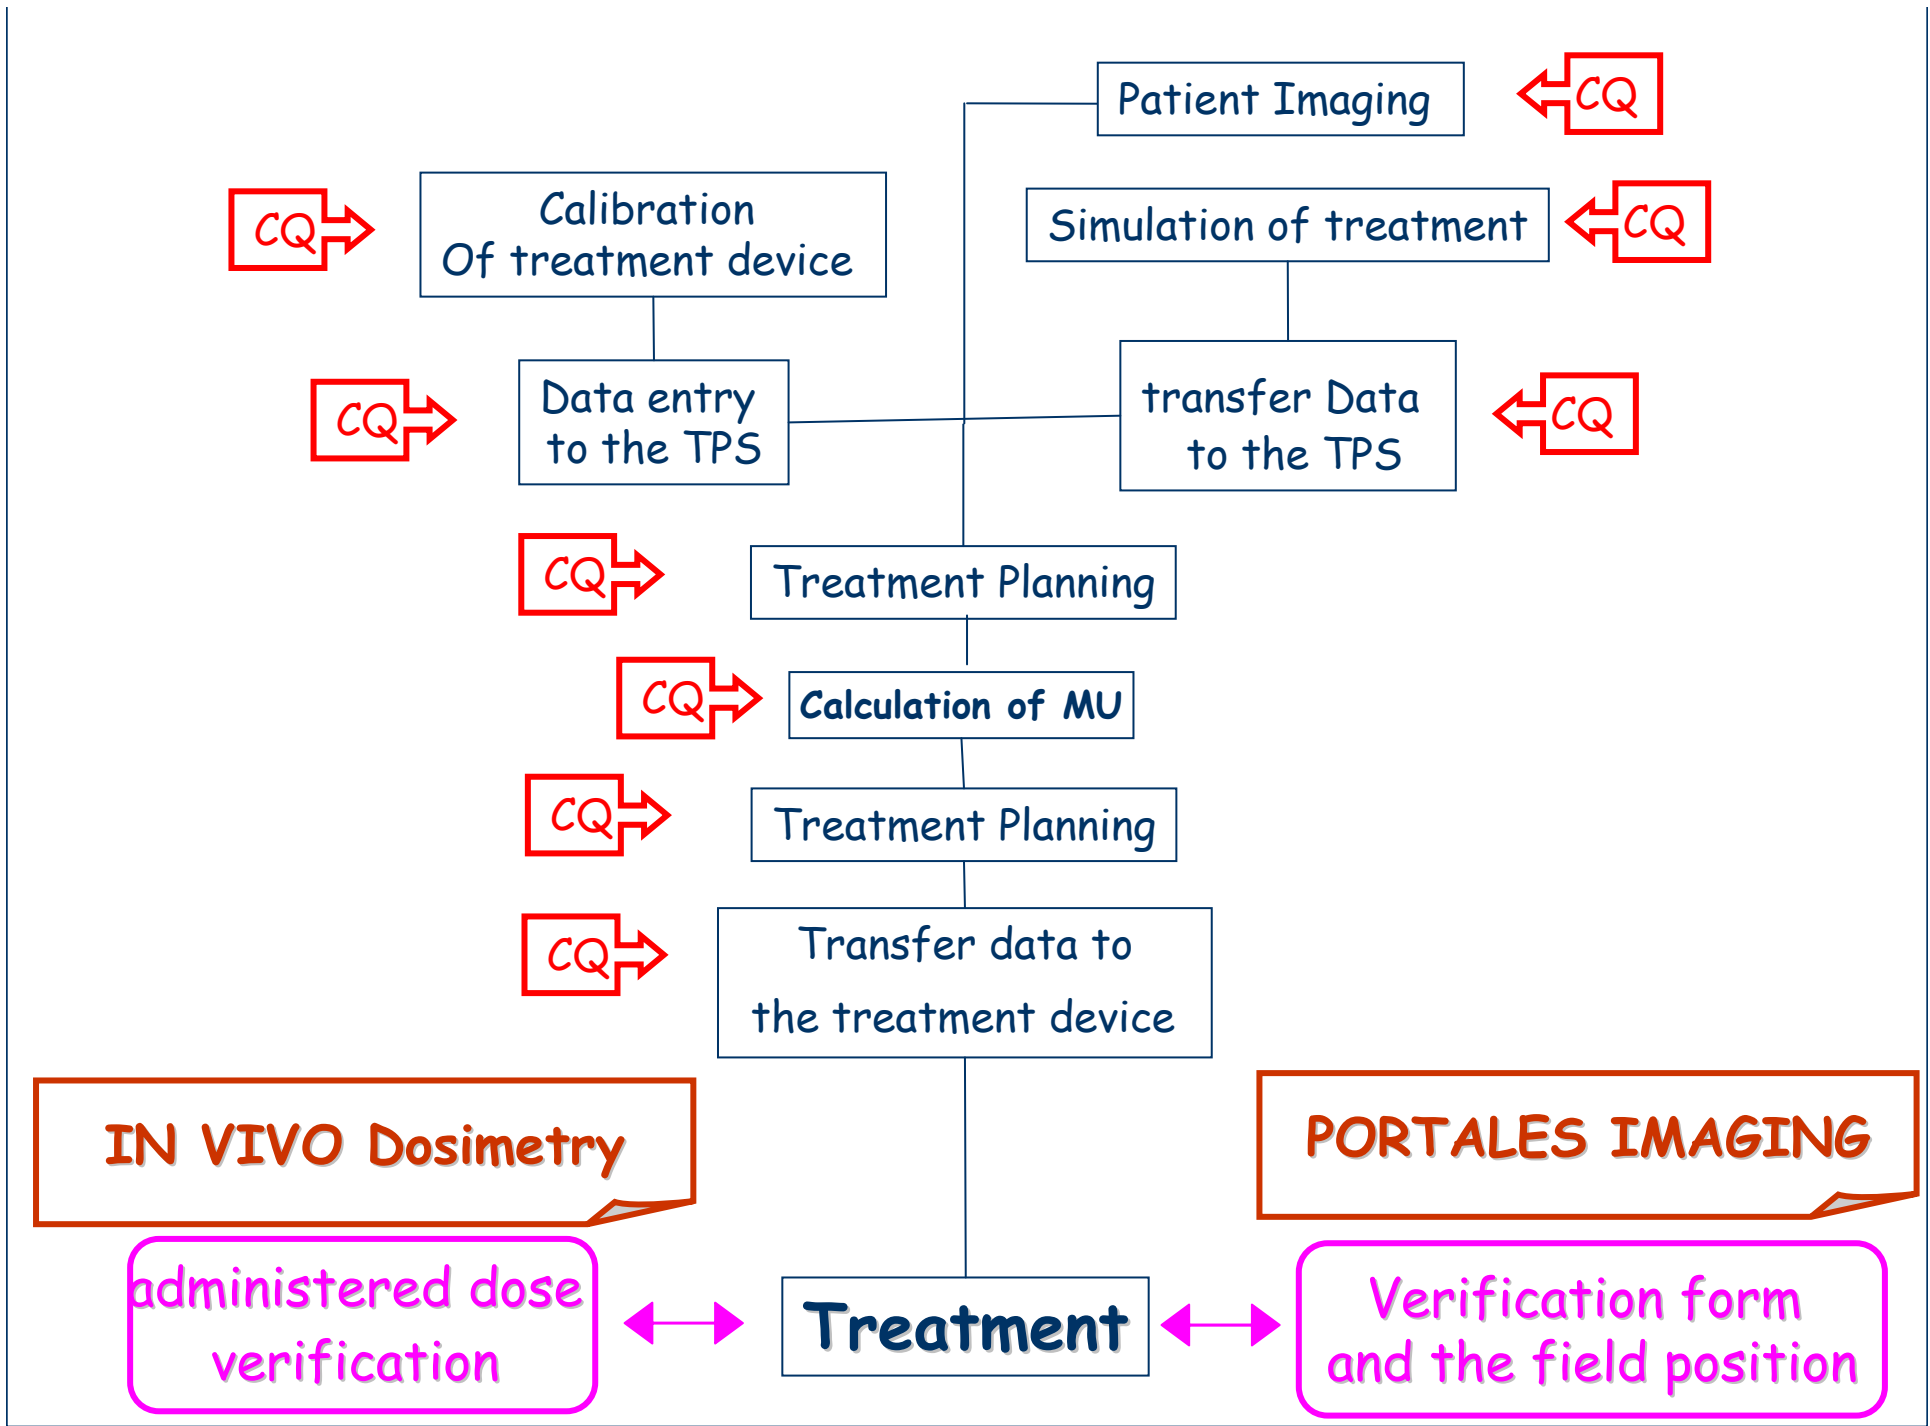 Patient Imaging
CQ
CQ
Calibration
Of treatment device
Simulation of treatment
CQ
CQ
Data entry
to the TPS
transfer Data
to the TPS
CQ
CQ
Treatment Planning
CQ
Calculation of MU
CQ
Treatment Planning
CQ
Transfer data to
the treatment device
IN VIVO Dosimetry
PORTALES IMAGING
administered dose
verification
Treatment
Verification form
and the field position